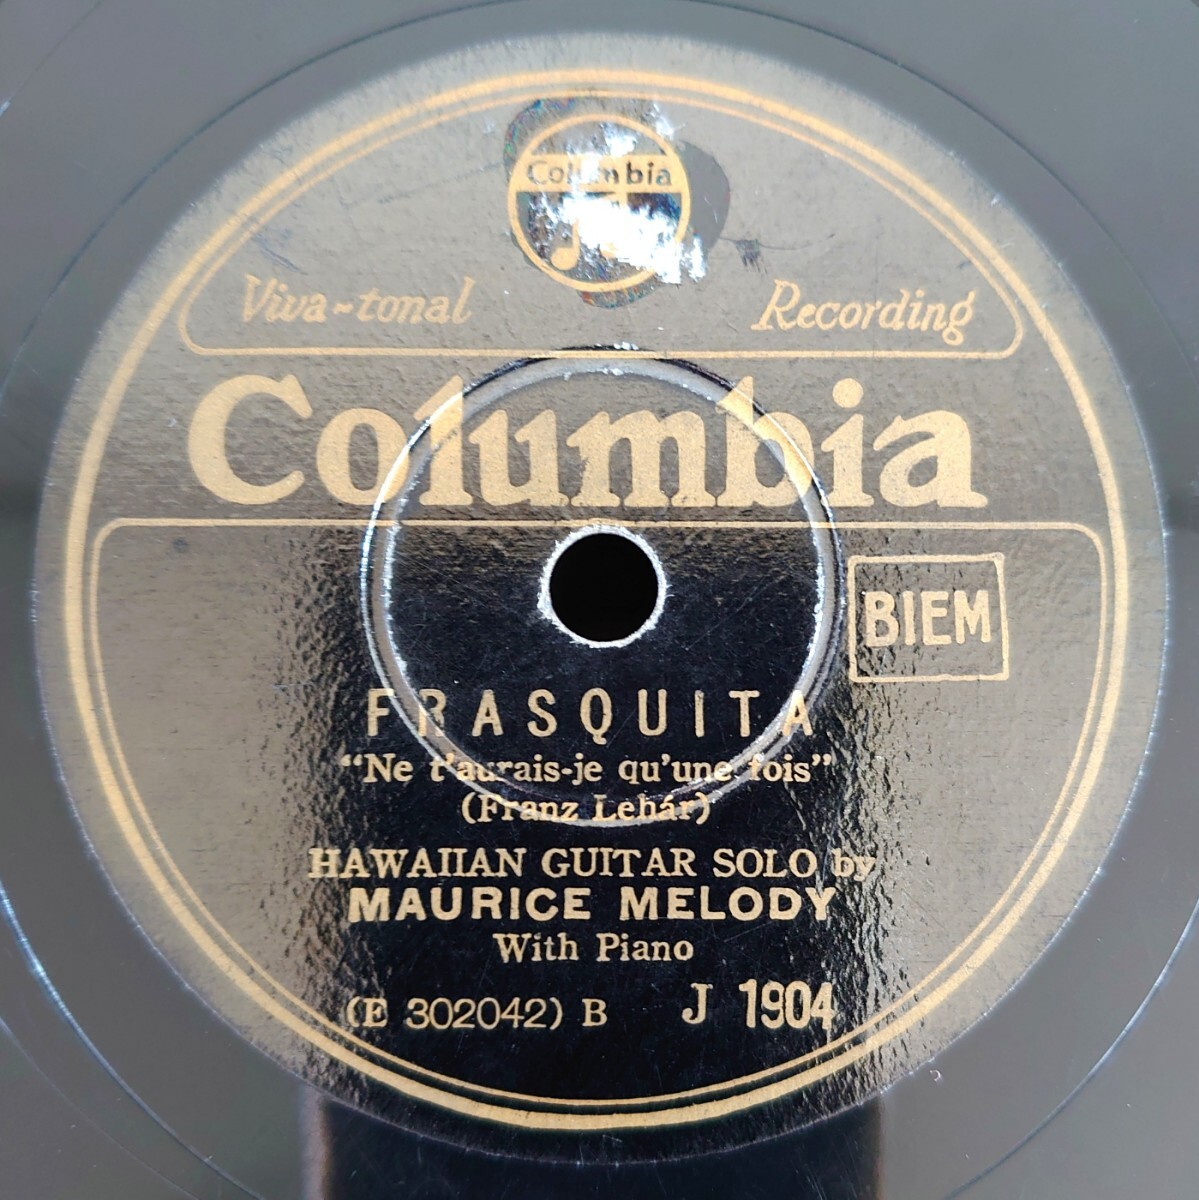 Columbia
Viva-tonal Recording
Columbia
BIEM
FRASQUITA
“Ne t'aurais-je qu'une fois”
(Franz Lehár)
HAWAIIAN GUITAR SOLO by
MAURICE MELODY
With Piano
(E 302042) B J 1904